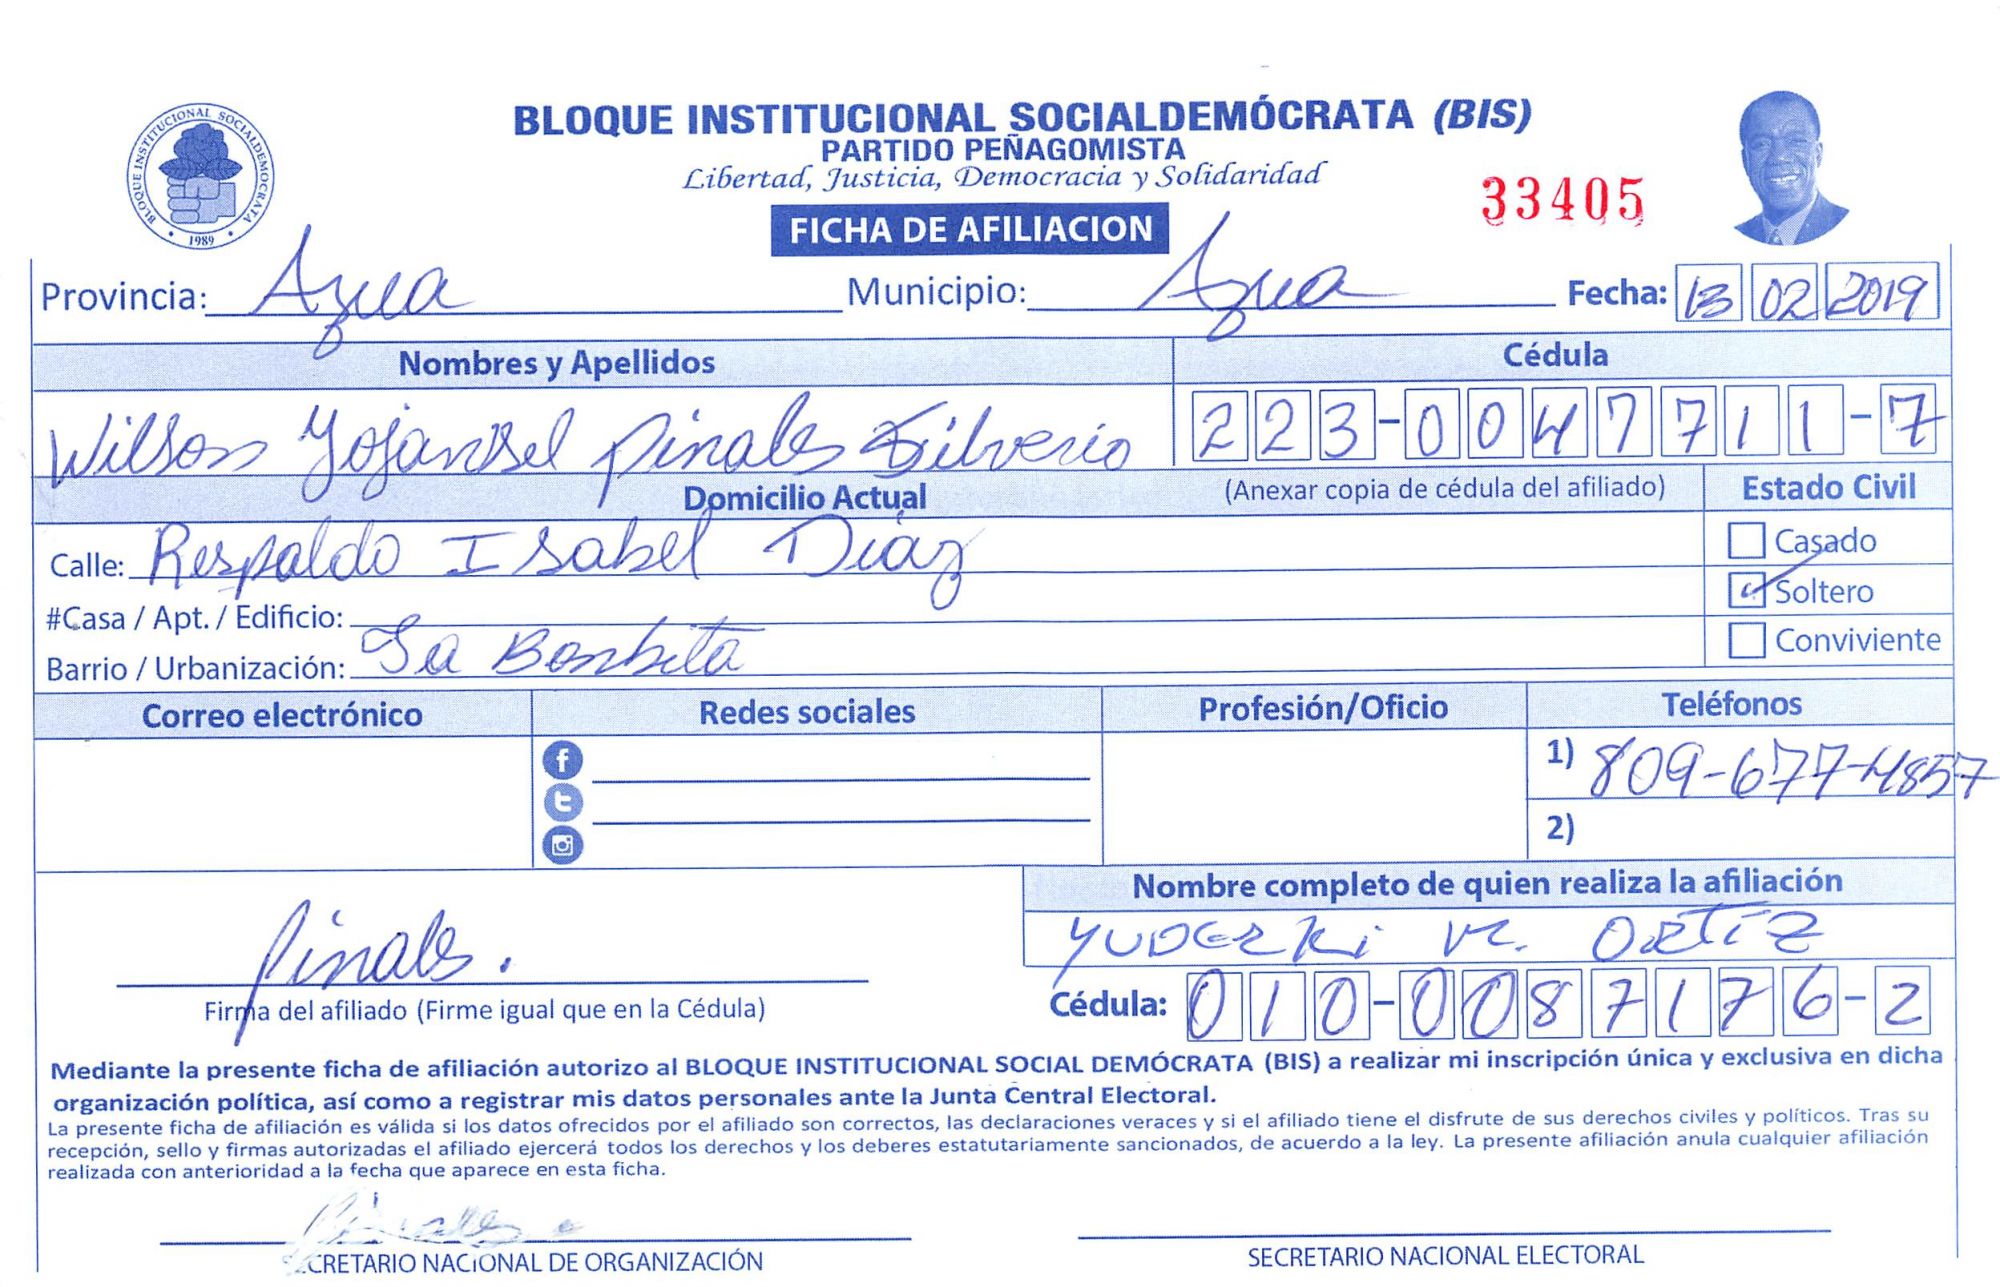 BLOQUE INSTITUCIONAL SOCIALDEMÓCRATA (BIS)
PARTIDO PEÑAGOMISTA
Libertad, Justicia, Democracia y Solidaridad
BLOQUE INSTITUCIONAL SOCIALDEMOCRATA
• 1989 •
33405
FICHA DE AFILIACION
Provincia: Azua Municipio: Azua Fecha: 13 02 2019
Nombres y Apellidos Cédula
Wilson Yojansel Pinales Silverio 223-0047711-7
Domicilio Actual (Anexar copia de cédula del afiliado) Estado Civil
Calle: Respaldo Isabel Diáz Casado
#Casa / Apt. / Edificio: Soltero
Barrio / Urbanización: La Bonbita Conviviente
Correo electrónico Redes sociales Profesión/Oficio Teléfonos
1) 809-677-4857
2)
Nombre completo de quien realiza la afiliación
Pinales. YUDERKi M. ORTIZ
Firma del afiliado (Firme igual que en la Cédula) Cédula: 010-0087176-2
Mediante la presente ficha de afiliación autorizo al BLOQUE INSTITUCIONAL SOCIAL DEMÓCRATA (BIS) a realizar mi inscripción única y exclusiva en dicha
organización política, así como a registrar mis datos personales ante la Junta Central Electoral.
La presente ficha de afiliación es válida si los datos ofrecidos por el afiliado son correctos, las declaraciones veraces y si el afiliado tiene el disfrute de sus derechos civiles y políticos. Tras su
recepción, sello y firmas autorizadas el afiliado ejercerá todos los derechos y los deberes estatutariamente sancionados, de acuerdo a la ley. La presente afiliación anula cualquier afiliación
realizada con anterioridad a la fecha que aparece en esta ficha.
Pinales
SECRETARIO NACIONAL DE ORGANIZACIÓN SECRETARIO NACIONAL ELECTORAL